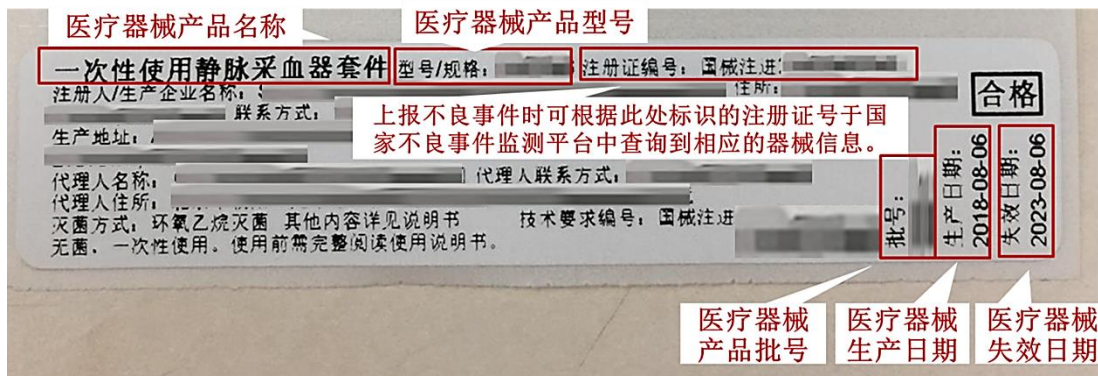 医疗器械产品名称
医疗器械产品型号
一次性使用静脉采血器套件 型号/规格： 注册证编号：国械注进
注册人/生产企业名称： 住所：
联系方式：
合格
上报不良事件时可根据此处标识的注册证号于国
家不良事件监测平台中查询到相应的器械信息。
生产地址：
代理人名称： 代理人联系方式：
代理人住所：
灭菌方式：环氧乙烷灭菌 其他内容详见说明书 技术要求编号：国械注进
无菌、一次性使用。使用前需完整阅读使用说明书。
批号：
生产日期：
2018-08-06
失效日期：
2023-08-06
医疗器械
产品批号
医疗器械
生产日期
医疗器械
失效日期